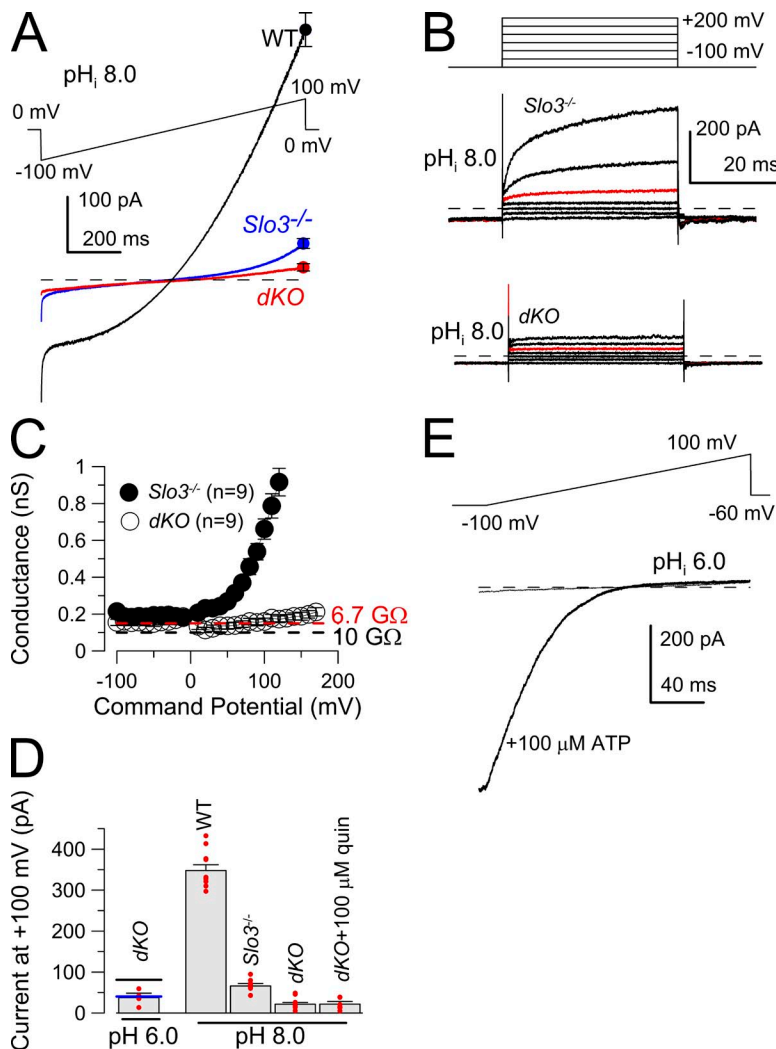 A
WT
pHi 8.0
100 mV
0 mV
0 mV
-100 mV
100 pA
200 ms
Slo3-/-
dKO
B
+200 mV
-100 mV
Slo3-/-
200 pA
20 ms
pHi 8.0
dKO
pHi 8.0
C
Conductance (nS)
1
0.8
0.6
0.4
0.2
0
Slo3-/- (n=9)
dKO (n=9)
6.7 GΩ
10 GΩ
-100 0 100 200
Command Potential (mV)
D
Current at +100 mV (pA)
400
300
200
100
0
dKO
WT
Slo3-/-
dKO
dKO+100 μM quin
pH 6.0
pH 8.0
E
100 mV
-100 mV
-60 mV
pHi 6.0
200 pA
40 ms
+100 μM ATP